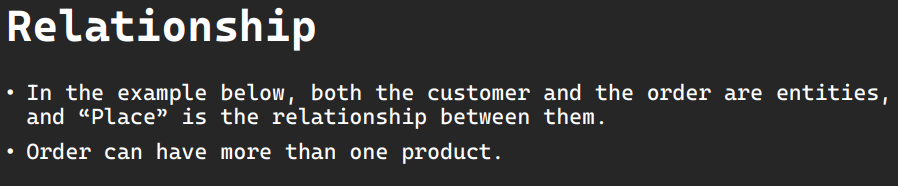 Relationship
• In the example below, both the customer and the order are entities,
and “Place” is the relationship between them.
• Order can have more than one product.